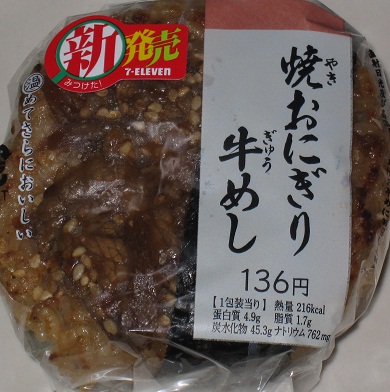 新発売
みつけた!
7-ELEVEN
温めてさらにおいしい
やき
焼おにぎり
ぎゅう
牛めし
136円
【1包装当り】 熱量 216kcal
蛋白質 4.9g 脂質 1.7g
炭水化物 45.3g ナトリウム 762mg